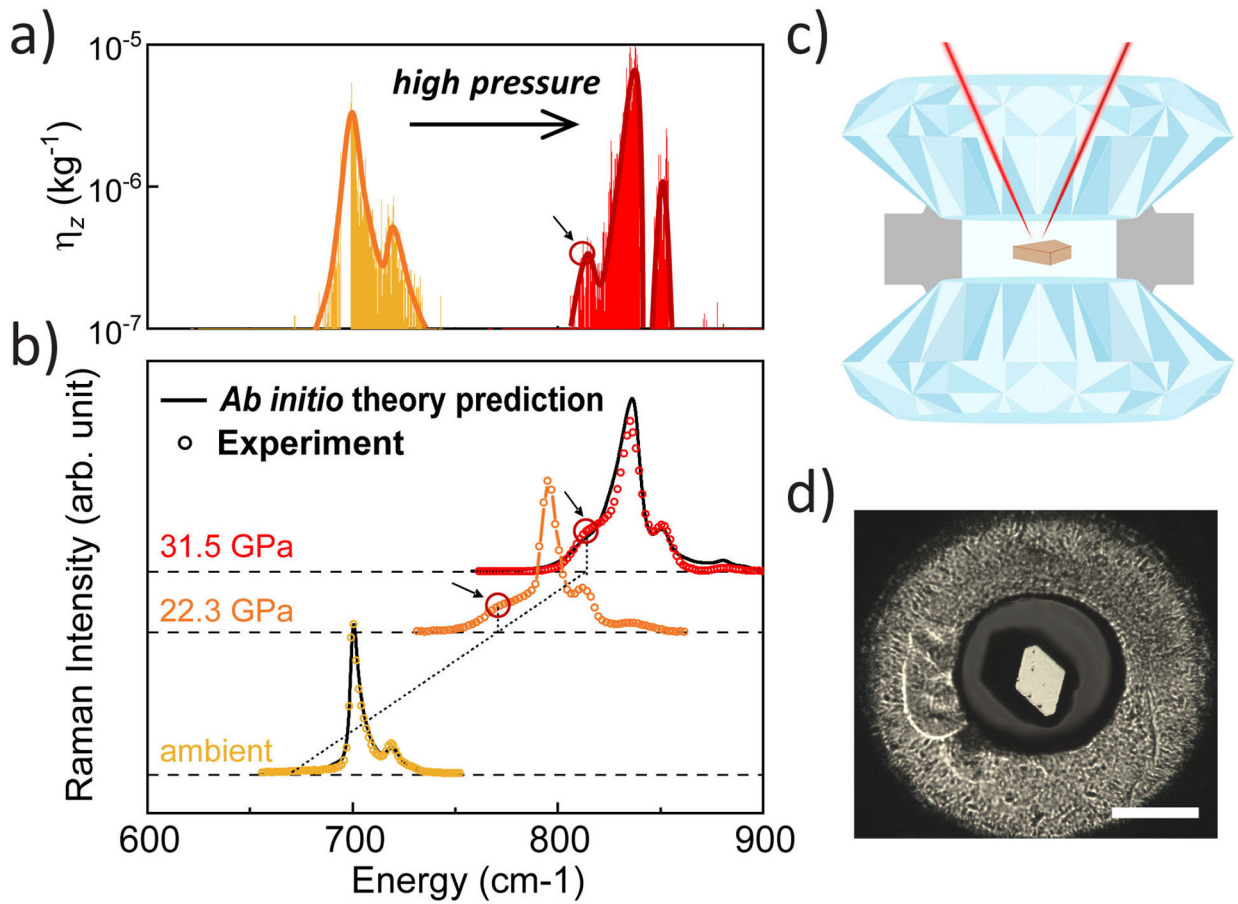 a)
10⁻⁵
10⁻⁶
10⁻⁷
η_z (kg⁻¹)
high pressure
b)
Raman Intensity (arb. unit)
Ab initio theory prediction
Experiment
31.5 GPa
22.3 GPa
ambient
600
700
800
900
Energy (cm-1)
c)
d)